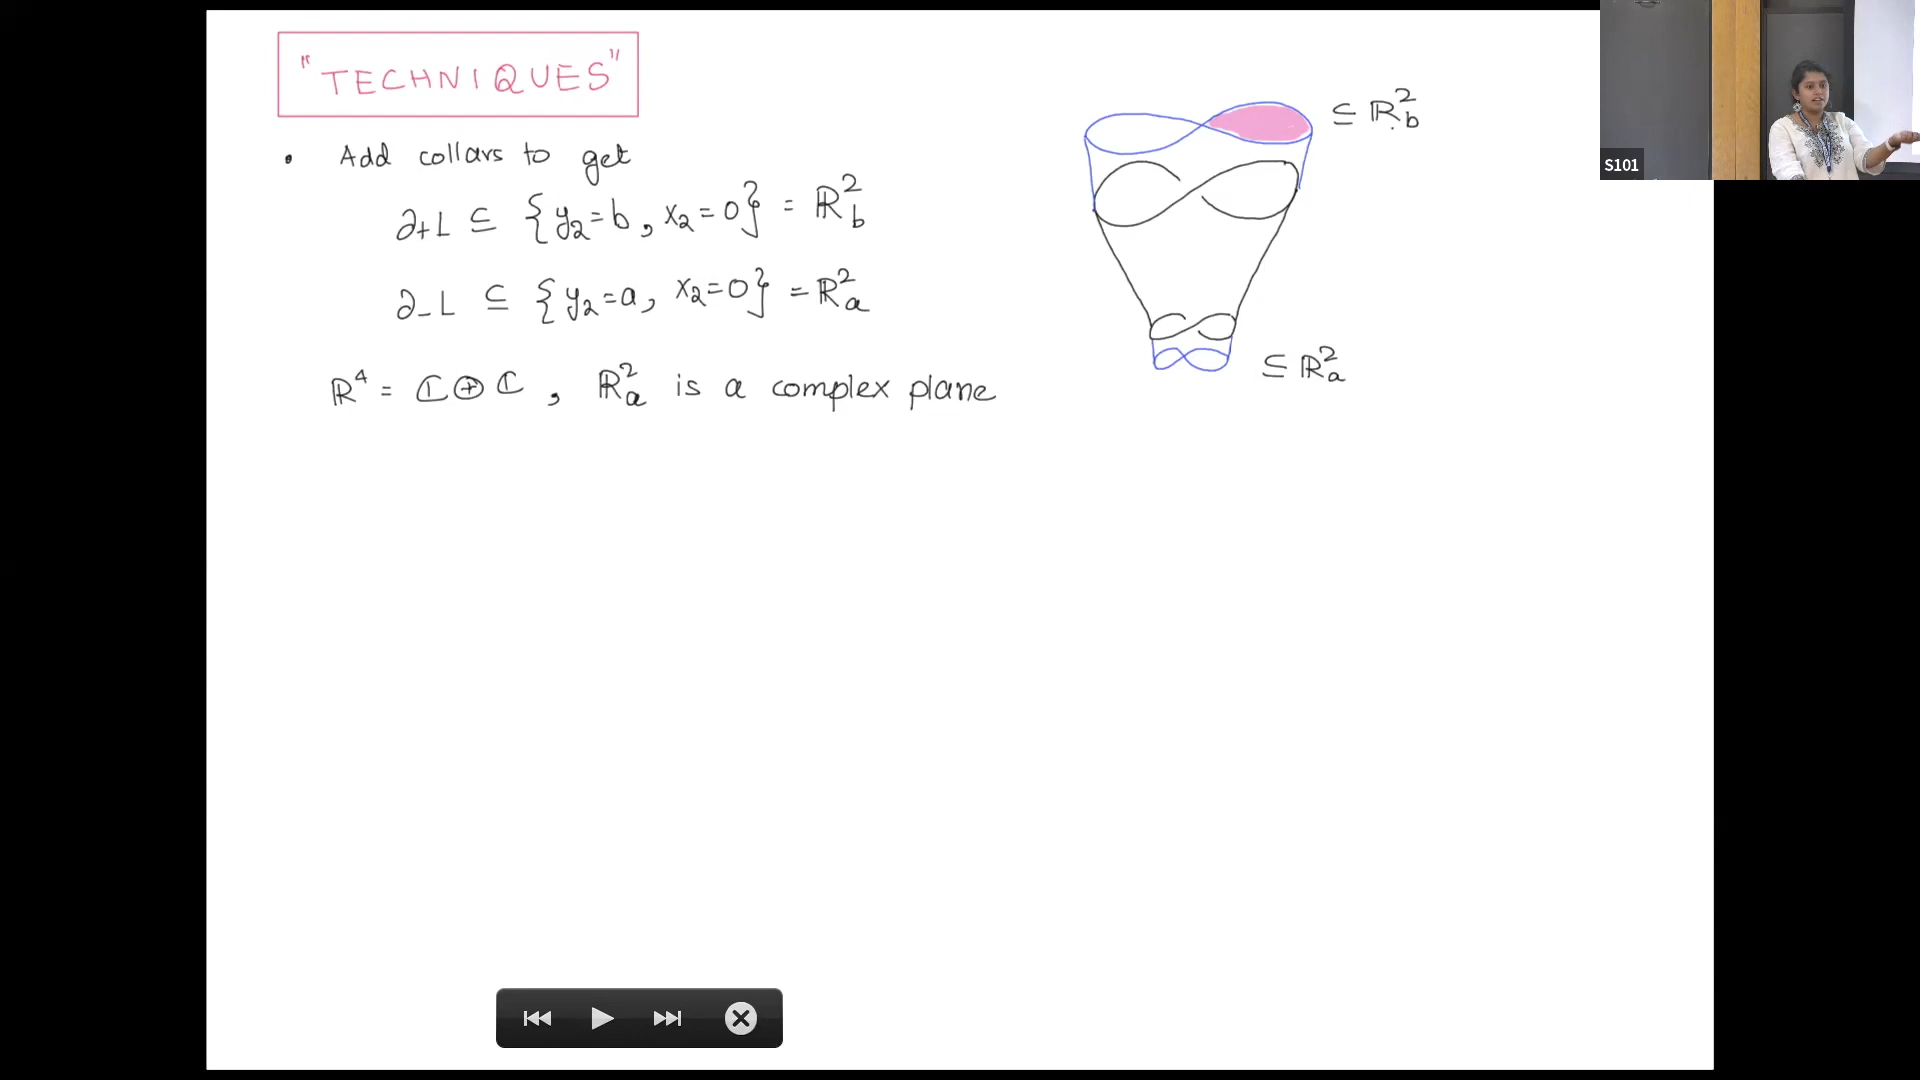 "TECHNIQUES"
• Add collars to get
∂₊L ⊆ {y₂=b, x₂=0} = ℝ²_b
∂₋L ⊆ {y₂=a, x₂=0} = ℝ²_a
ℝ⁴ = ℂ⊕ℂ, ℝ²_a is a complex plane
⊆ ℝ²_b
⊆ ℝ²_a
S101